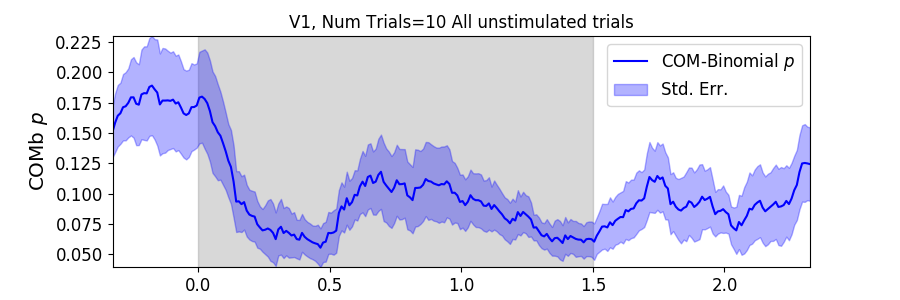 V1, Num Trials=10 All unstimulated trials
COMb p
0.225
0.200
0.175
0.150
0.125
0.100
0.075
0.050
COM-Binomial p
Std. Err.
0.0 0.5 1.0 1.5 2.0